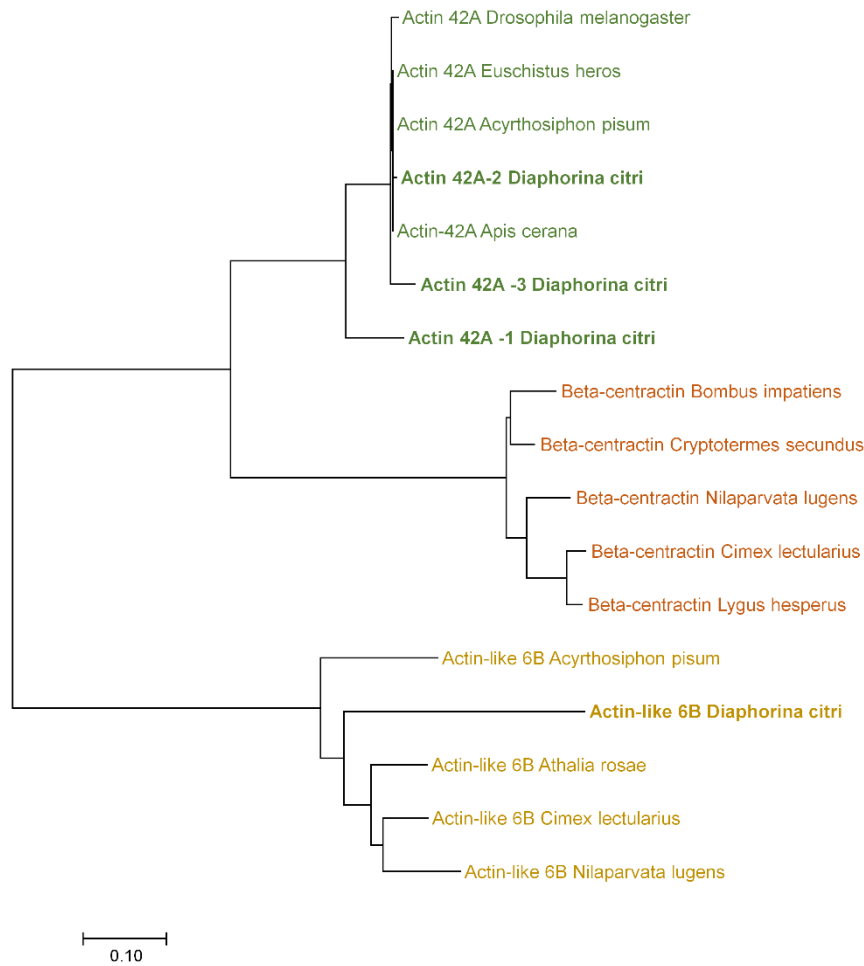 Actin 42A Drosophila melanogaster
Actin 42A Euschistus heros
Actin 42A Acyrthosiphon pisum
Actin 42A-2 Diaphorina citri
Actin-42A Apis cerana
Actin 42A -3 Diaphorina citri
Actin 42A -1 Diaphorina citri
Beta-centractin Bombus impatiens
Beta-centractin Cryptotermes secundus
Beta-centractin Nilaparvata lugens
Beta-centractin Cimex lectularius
Beta-centractin Lygus hesperus
Actin-like 6B Acyrthosiphon pisum
Actin-like 6B Diaphorina citri
Actin-like 6B Athalia rosae
Actin-like 6B Cimex lectularius
Actin-like 6B Nilaparvata lugens
0.10